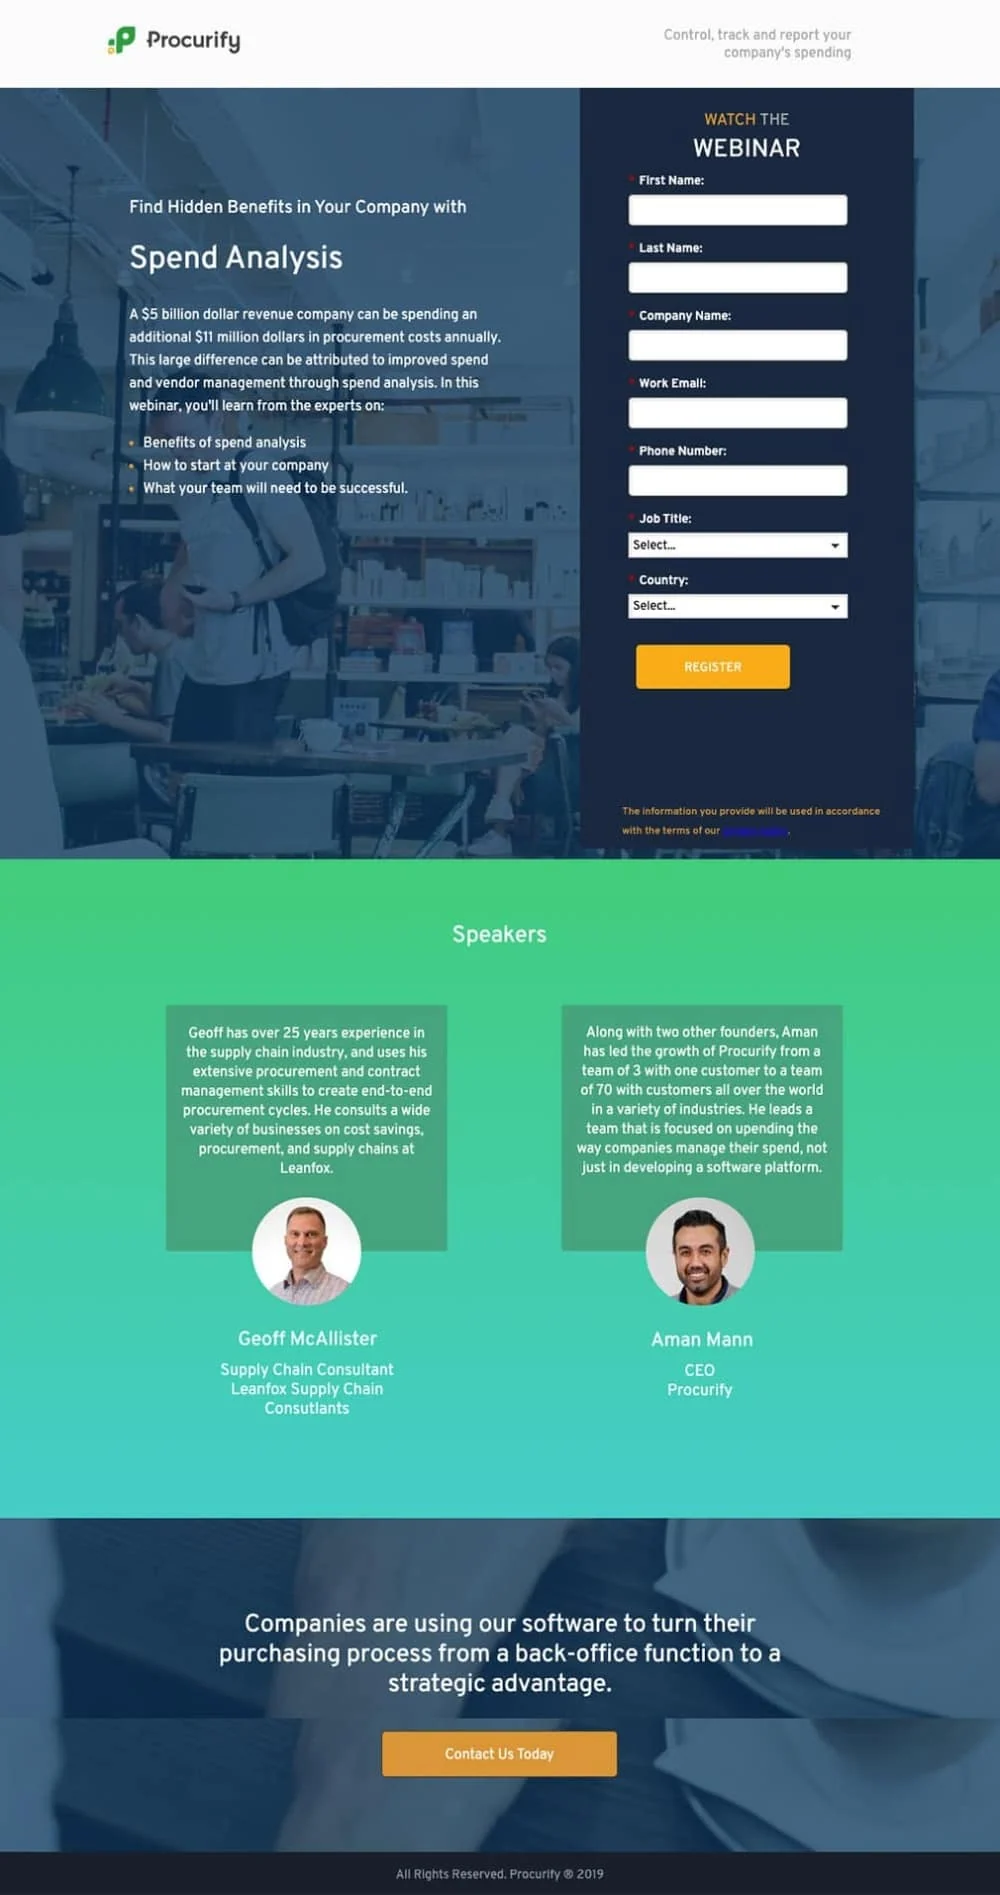 Procurify
Control, track and report your
company's spending
Find Hidden Benefits in Your Company with
Spend Analysis
A $5 billion dollar revenue company can be spending an
additional $11 million dollars in procurement costs annually.
This large difference can be attributed to improved spend
and vendor management through spend analysis. In this
webinar, you'll learn from the experts on:
Benefits of spend analysis
How to start at your company
What your team will need to be successful.
WATCH THE
WEBINAR
* First Name:
* Last Name:
* Company Name:
* Work Email:
* Phone Number:
* Job Title:
Select...
* Country:
Select...
REGISTER
The information you provide will be used in accordance
with the terms of our .
Speakers
Geoff has over 25 years experience in
the supply chain industry, and uses his
extensive procurement and contract
management skills to create end-to-end
procurement cycles. He consults a wide
variety of businesses on cost savings,
procurement, and supply chains at
Leanfox.
Geoff McAllister
Supply Chain Consultant
Leanfox Supply Chain
Consutlants
Along with two other founders, Aman
has led the growth of Procurify from a
team of 3 with one customer to a team
of 70 with customers all over the world
in a variety of industries. He leads a
team that is focused on upending the
way companies manage their spend, not
just in developing a software platform.
Aman Mann
CEO
Procurify
Companies are using our software to turn their
purchasing process from a back-office function to a
strategic advantage.
Contact Us Today
All Rights Reserved. Procurify ® 2019